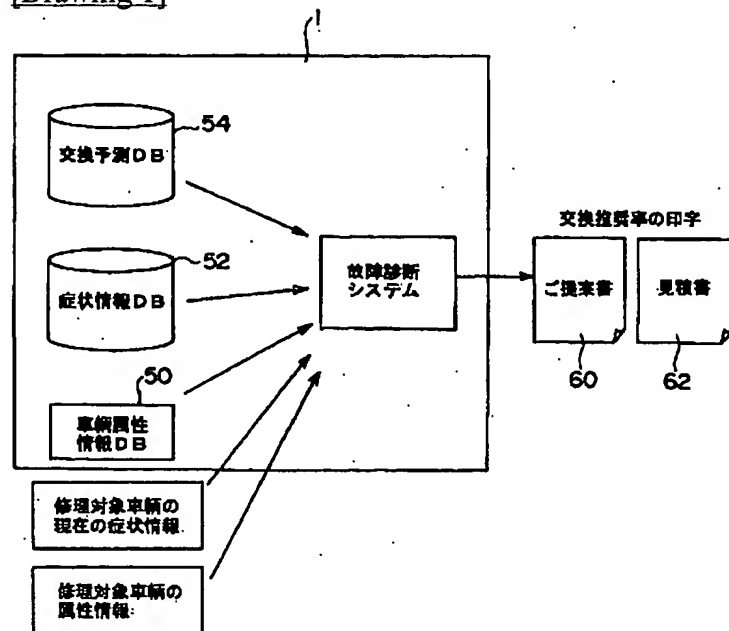 [Drawing 1]
1
54
交換予測DB
52
症状情報DB
50
車輌属性
情報DB
故障診断
システム
交換推奨率の印字
ご提案書
見積書
60
62
修理対象車輌の
現在の症状情報
修理対象車輌の
属性情報